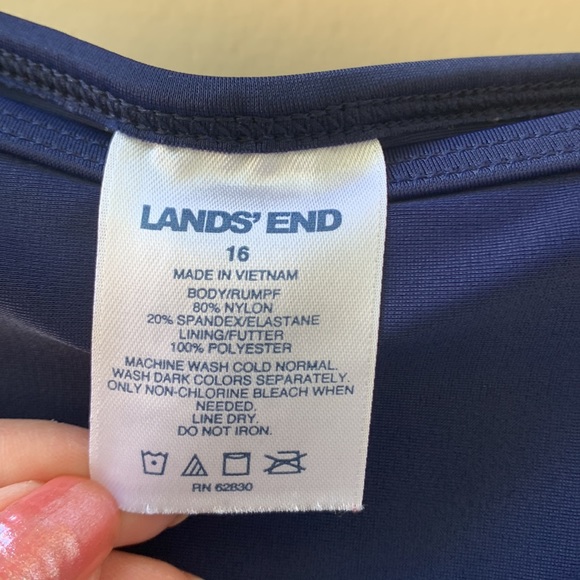 LANDS' END
16
MADE IN VIETNAM
BODY/RUMPF
80% NYLON
20% SPANDEX/ELASTANE
LINING/FUTTER
100% POLYESTER
MACHINE WASH COLD NORMAL.
WASH DARK COLORS SEPARATELY.
ONLY NON-CHLORINE BLEACH WHEN
NEEDED.
LINE DRY.
DO NOT IRON.
RN 62830